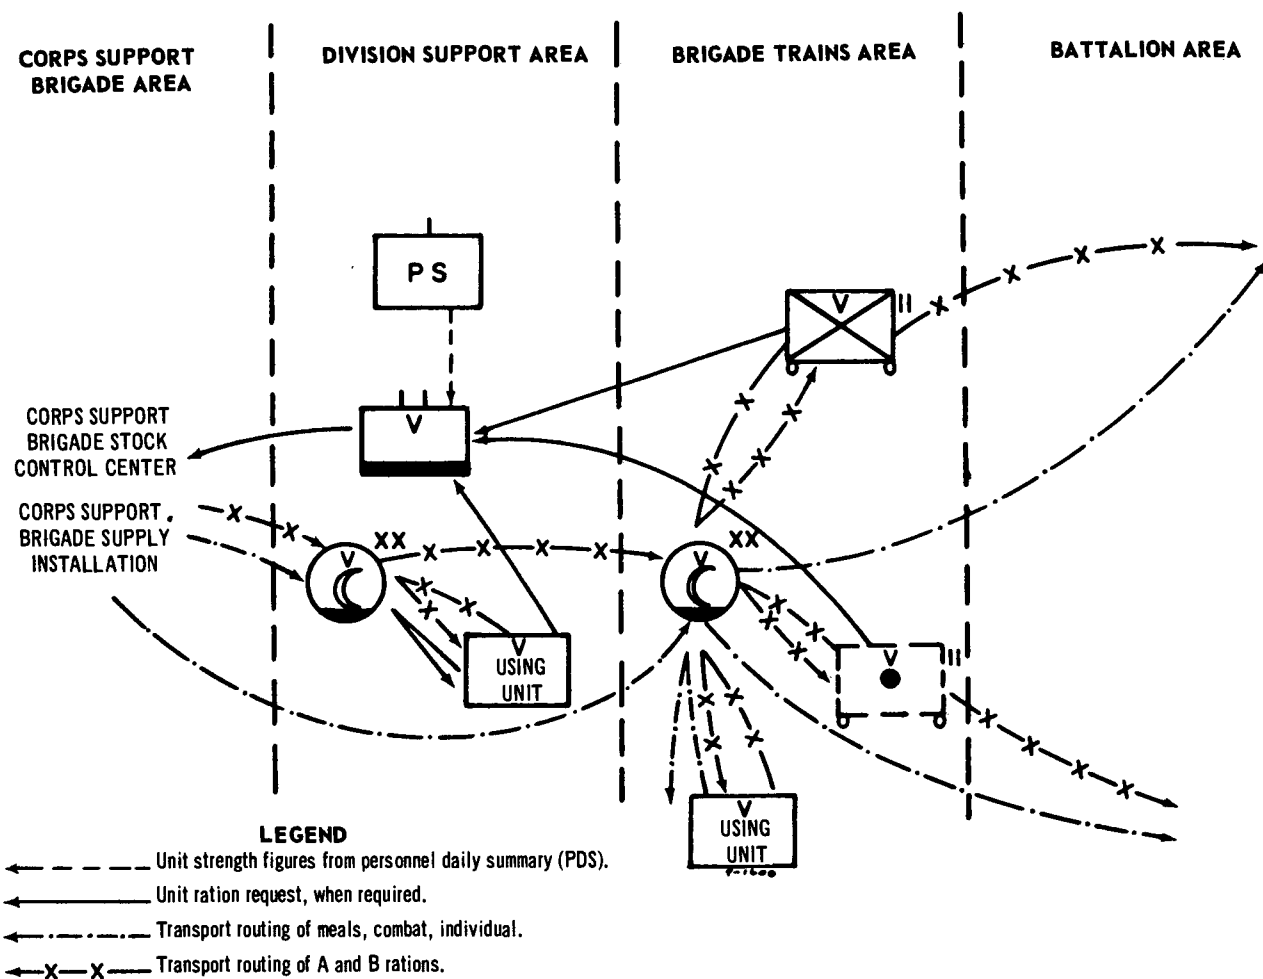 CORPS SUPPORT
BRIGADE AREA
DIVISION SUPPORT AREA
BRIGADE TRAINS AREA
BATTALION AREA
PS
V
II
V
CORPS SUPPORT
BRIGADE STOCK
CONTROL CENTER
CORPS SUPPORT
BRIGADE SUPPLY
INSTALLATION
XX
V
XX
V
V
USING
UNIT
V
II
V
USING
UNIT
LEGEND
Unit strength figures from personnel daily summary (PDS).
Unit ration request, when required.
Transport routing of meals, combat, individual.
Transport routing of A and B rations.